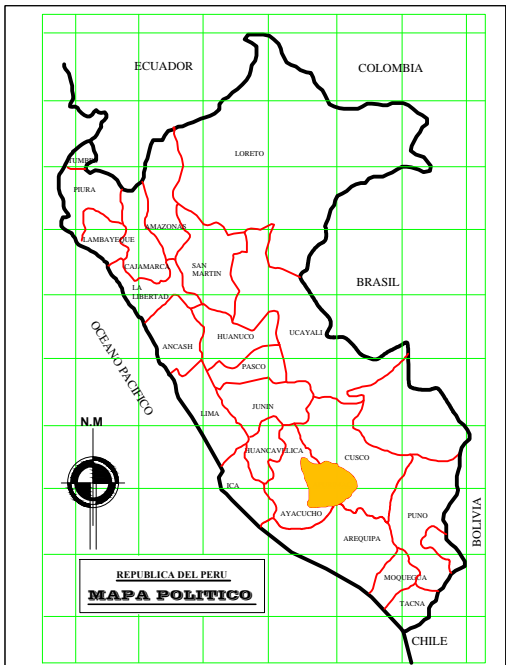 ECUADOR
COLOMBIA
LORETO
TUMBES
PIURA
AMAZONAS
LAMBAYEQUE
CAJAMARCA
SAN
MARTIN
BRASIL
LA
LIBERTAD
OCEANO PACIFICO
HUANUCO
UCAYALI
ANCASH
PASCO
LIMA
JUNIN
N.M
HUANCAVELICA
CUSCO
ICA
AYACUCHO
PUNO
BOLIVIA
AREQUIPA
MOQUEGUA
TACNA
REPUBLICA DEL PERU
MAPA POLITICO
CHILE